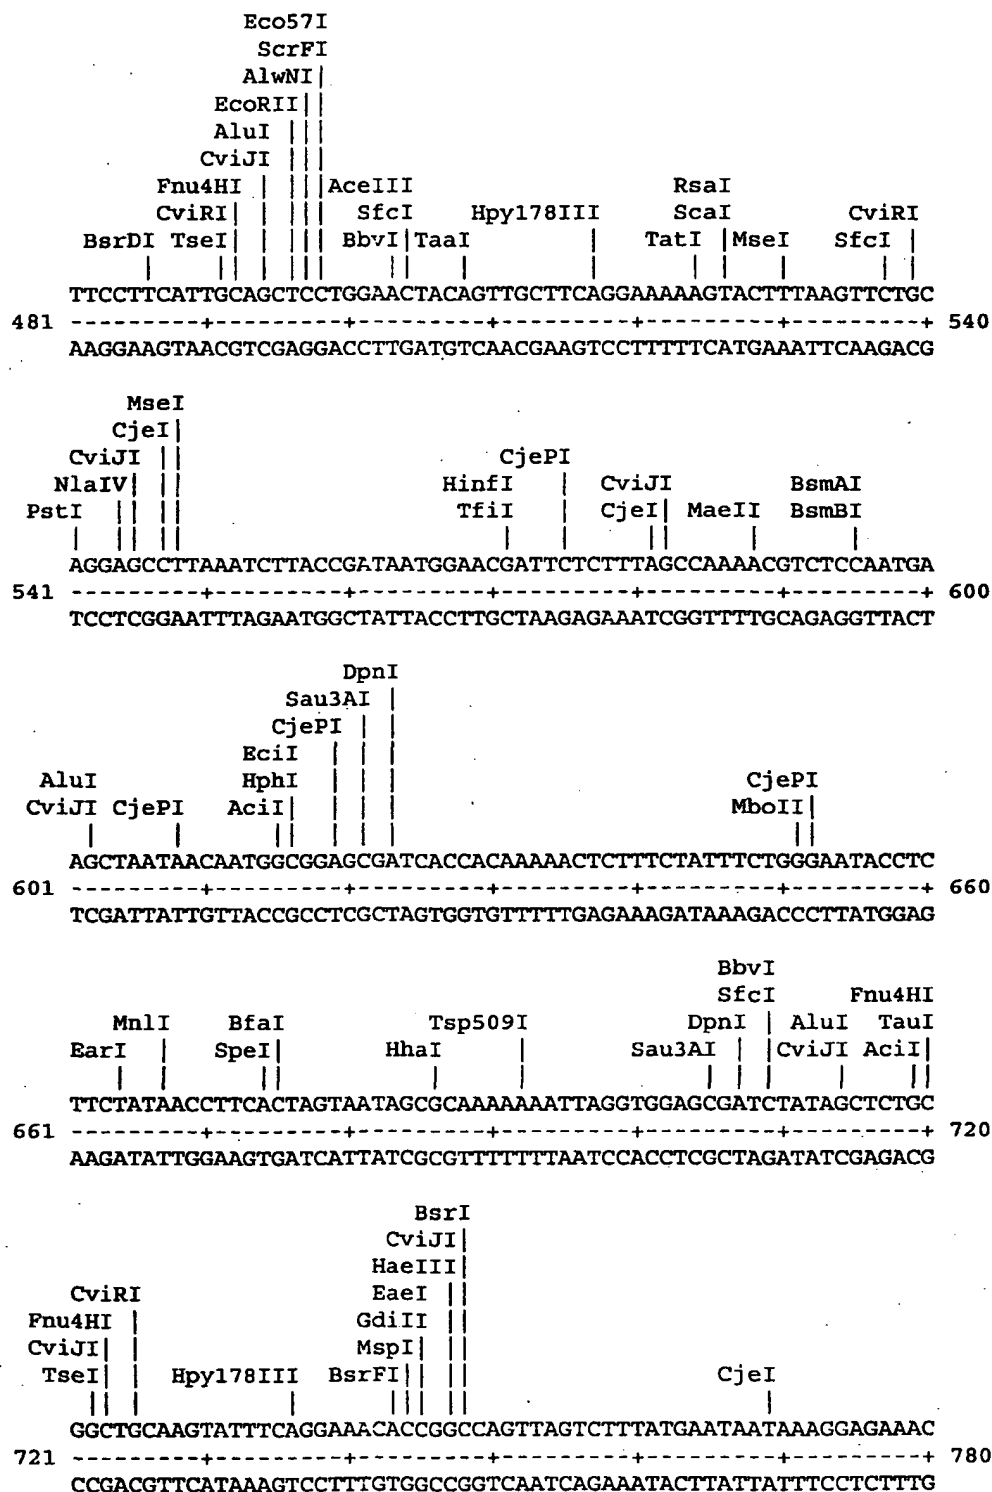 Eco57I
ScrFI
AlwNI
EcoRII
AluI
CviJI
Fnu4HI AceIII RsaI
CviRI SfcI Hpy178III ScaI CviRI
BsrDI TseI BbvI TaaI TatI MseI SfcI
TTCCTTCATTGCAGCTCCTGGAACTACAGTTGCTTCAGGAAAAAGTACTTTAAGTTCTGC
481 ---------+---------+---------+---------+---------+---------+ 540
AAGGAAGTAACGTCGAGGACCTTGATGTCAACGAAGTCCTTTTTCATGAAATTCAAGACG
MseI
CjeI
CviJI CjePI
NlaIV HinfI CviJI BsmAI
PstI TfiI CjeI MaeII BsmBI
AGGAGCCTTAAATCTTACCGATAATGGAACGATTCTCTTTAGCCAAAACGTCTCCAATGA
541 ---------+---------+---------+---------+---------+---------+ 600
TCCTCGGAATTTAGAATGGCTATTACCTTGCTAAGAGAAATCGGTTTTGCAGAGGTTACT
DpnI
Sau3AI
CjePI
EciI
AluI HphI CjePI
CviJI CjePI AciI MboII
AGCTAATAACAATGGCGGAGCGATCACCACAAAAACTCTTTCTATTTCTGGGAATACCTC
601 ---------+---------+---------+---------+---------+---------+ 660
TCGATTATTGTTACCGCCTCGCTAGTGGTGTTTTTGAGAAAGATAAAGACCCTTATGGAG
BbvI
SfcI Fnu4HI
MnlI BfaI Tsp509I DpnI AluI TauI
EarI SpeI HhaI Sau3AI CviJI AciI
TTCTATAACCTTCACTAGTAATAGCGCAAAAAAATTAGGTGGAGCGATCTATAGCTCTGC
661 ---------+---------+---------+---------+---------+---------+ 720
AAGATATTGGAAGTGATCATTATCGCGTTTTTTTAATCCACCTCGCTAGATATCGAGACG
BsrI
CviJI
HaeIII
CviRI EaeI
Fnu4HI GdiII
CviJI MspI
TseI Hpy178III BsrFI CjeI
GGCTGCAAGTATTTCAGGAAACACCGGCCAGTTAGTCTTTATGAATAATAAAGGAGAAAC
721 ---------+---------+---------+---------+---------+---------+ 780
CCGACGTTCATAAAGTCCTTTGTGGCCGGTCAATCAGAAATACTTATTATTTCCTCTTTG